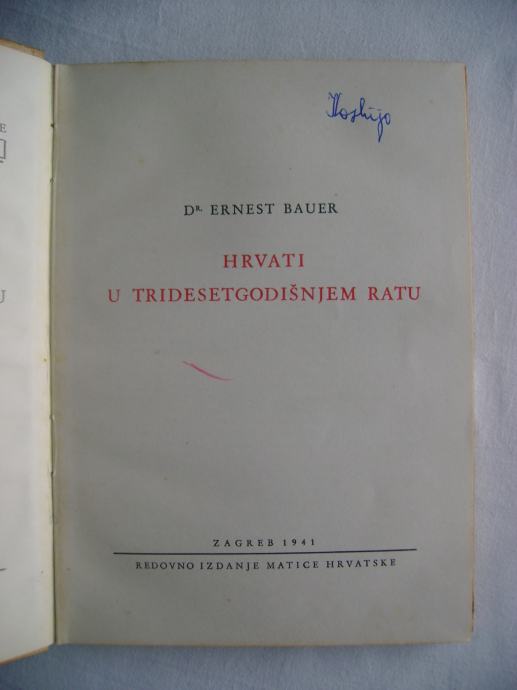 E
U
Dr. ERNEST BAUER
HRVATI
U TRIDESETGODIŠNJEM RATU
ZAGREB 1941
REDOVNO IZDANJE MATICE HRVATSKE